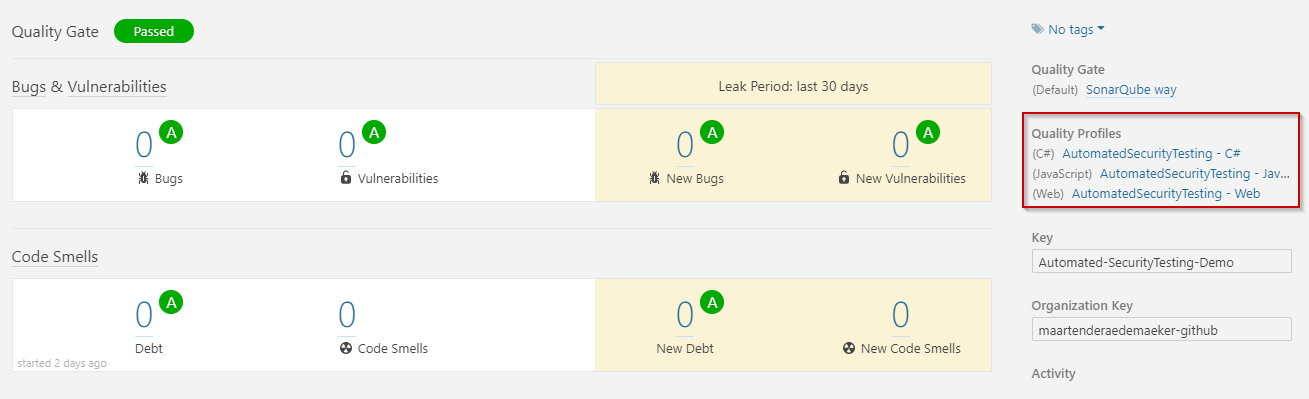 Quality Gate Passed
Bugs & Vulnerabilities
Leak Period: last 30 days
0 A
Bugs
0 A
Vulnerabilities
0 A
New Bugs
0 A
New Vulnerabilities
Code Smells
0 A
Debt
started 2 days ago
0
Code Smells
0 A
New Debt
0
New Code Smells
No tags
Quality Gate
(Default) SonarQube way
Quality Profiles
(C#) AutomatedSecurityTesting - C#
(JavaScript) AutomatedSecurityTesting - Jav...
(Web) AutomatedSecurityTesting - Web
Key
Automated-SecurityTesting-Demo
Organization Key
maartenderaedemaeker-github
Activity